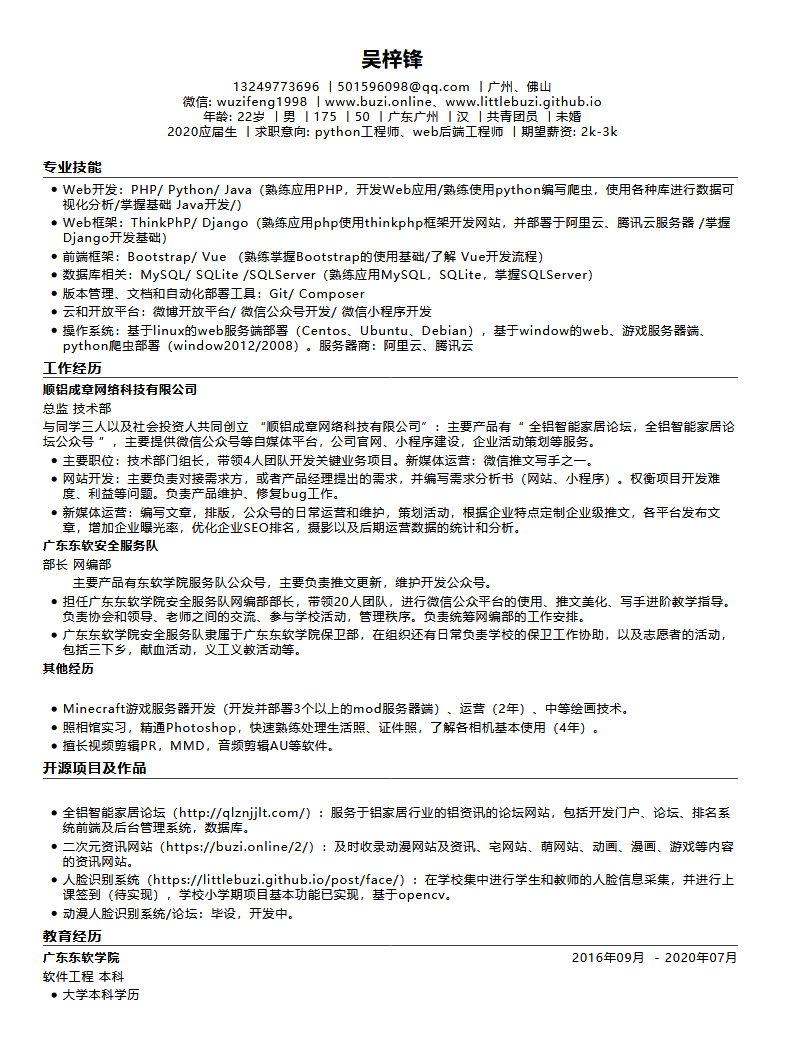 吴梓锋
13249773696 | 501596098@qq.com | 广州、佛山
微信: wuzifeng1998 | www.buzi.online、www.littlebuzi.github.io
年龄: 22岁 | 男 | 175 | 50 | 广东广州 | 汉 | 共青团员 | 未婚
2020应届生 | 求职意向: python工程师、web后端工程师 | 期望薪资: 2k-3k
专业技能
● Web开发：PHP/ Python/ Java（熟练应用PHP，开发Web应用/熟练使用python编写爬虫，使用各种库进行数据可
视化分析/掌握基础 Java开发/）
● Web框架：ThinkPhP/ Django（熟练应用php使用thinkphp框架开发网站，并部署于阿里云、腾讯云服务器 /掌握
Django开发基础）
● 前端框架：Bootstrap/ Vue （熟练掌握Bootstrap的使用基础/了解 Vue开发流程）
● 数据库相关：MySQL/ SQLite /SQLServer（熟练应用MySQL，SQLite，掌握SQLServer）
● 版本管理、文档和自动化部署工具：Git/ Composer
● 云和开放平台：微博开放平台/ 微信公众号开发/ 微信小程序开发
● 操作系统：基于linux的web服务端部署（Centos、Ubuntu、Debian），基于window的web、游戏服务器端、
python爬虫部署（window2012/2008）。服务器商：阿里云、腾讯云
工作经历
顺铝成章网络科技有限公司
总监 技术部
与同学三人以及社会投资人共同创立 “顺铝成章网络科技有限公司”：主要产品有“ 全铝智能家居论坛，全铝智能家居论
坛公众号 ”，主要提供微信公众号等自媒体平台，公司官网、小程序建设，企业活动策划等服务。
● 主要职位：技术部门组长，带领4人团队开发关键业务项目。新媒体运营：微信推文写手之一。
● 网站开发：主要负责对接需求方，或者产品经理提出的需求，并编写需求分析书（网站、小程序）。权衡项目开发难
度、利益等问题。负责产品维护、修复bug工作。
● 新媒体运营：编写文章，排版，公众号的日常运营和维护，策划活动，根据企业特点定制企业级推文，各平台发布文
章，增加企业曝光率，优化企业SEO排名，摄影以及后期运营数据的统计和分析。
广东东软安全服务队
部长 网编部
主要产品有东软学院服务队公众号，主要负责推文更新，维护开发公众号。
● 担任广东东软学院安全服务队网编部部长，带领20人团队，进行微信公众平台的使用、推文美化、写手进阶教学指导。
负责协会和领导、老师之间的交流、参与学校活动，管理秩序。负责统筹网编部的工作安排。
● 广东东软学院安全服务队隶属于广东东软学院保卫部，在组织还有日常负责学校的保卫工作协助，以及志愿者的活动，
包括三下乡，献血活动，义工义教活动等。
其他经历
● Minecraft游戏服务器开发（开发并部署3个以上的mod服务器端）、运营（2年）、中等绘画技术。
● 照相馆实习，精通Photoshop，快速熟练处理生活照、证件照，了解各相机基本使用（4年）。
● 擅长视频剪辑PR，MMD，音频剪辑AU等软件。
开源项目及作品
● 全铝智能家居论坛（http://qlznjjlt.com/）：服务于铝家居行业的铝资讯的论坛网站，包括开发门户、论坛、排名系
统前端及后台管理系统，数据库。
● 二次元资讯网站（https://buzi.online/2/）：及时收录动漫网站及资讯、宅网站、萌网站、动画、漫画、游戏等内容
的资讯网站。
● 人脸识别系统（https://littlebuzi.github.io/post/face/）：在学校集中进行学生和教师的人脸信息采集，并进行上
课签到（待实现），学校小学期项目基本功能已实现，基于opencv。
● 动漫人脸识别系统/论坛：毕设，开发中。
教育经历
广东东软学院 2016年09月 - 2020年07月
软件工程 本科
● 大学本科学历